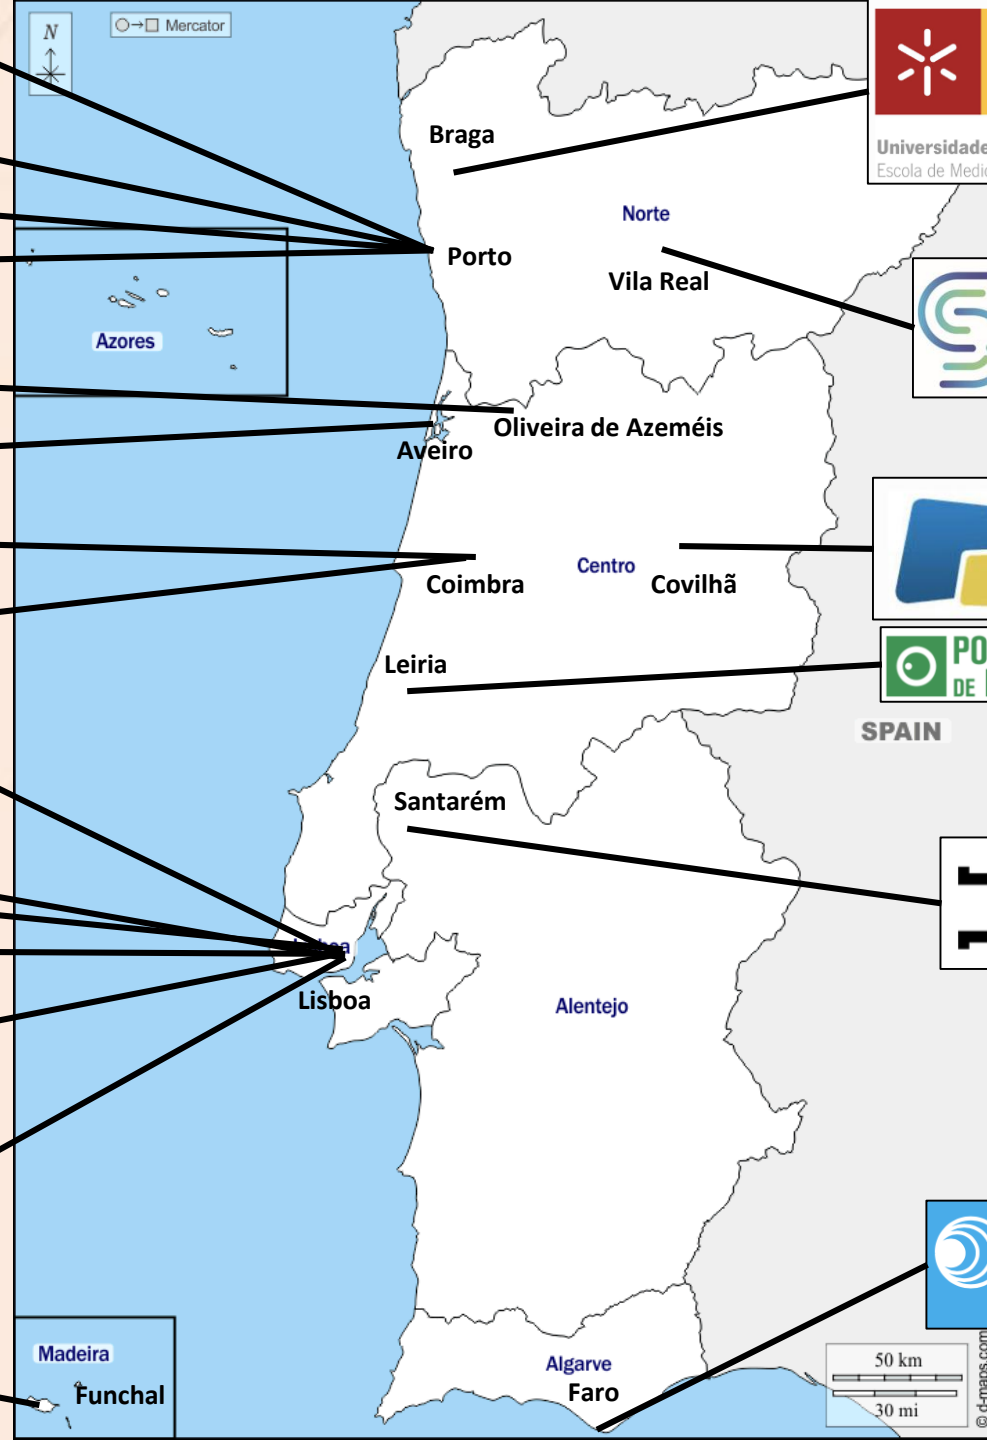 N
Mercator
Universidade
Escola de Medic
Braga
Norte
Porto
Vila Real
Azores
Oliveira de Azeméis
Aveiro
Centro
Coimbra
Covilhã
Leiria
PO
DE
SPAIN
Santarém
Lisboa
Lisboa
Alentejo
Madeira
Funchal
Algarve
Faro
50 km
30 mi
© d-maps.com